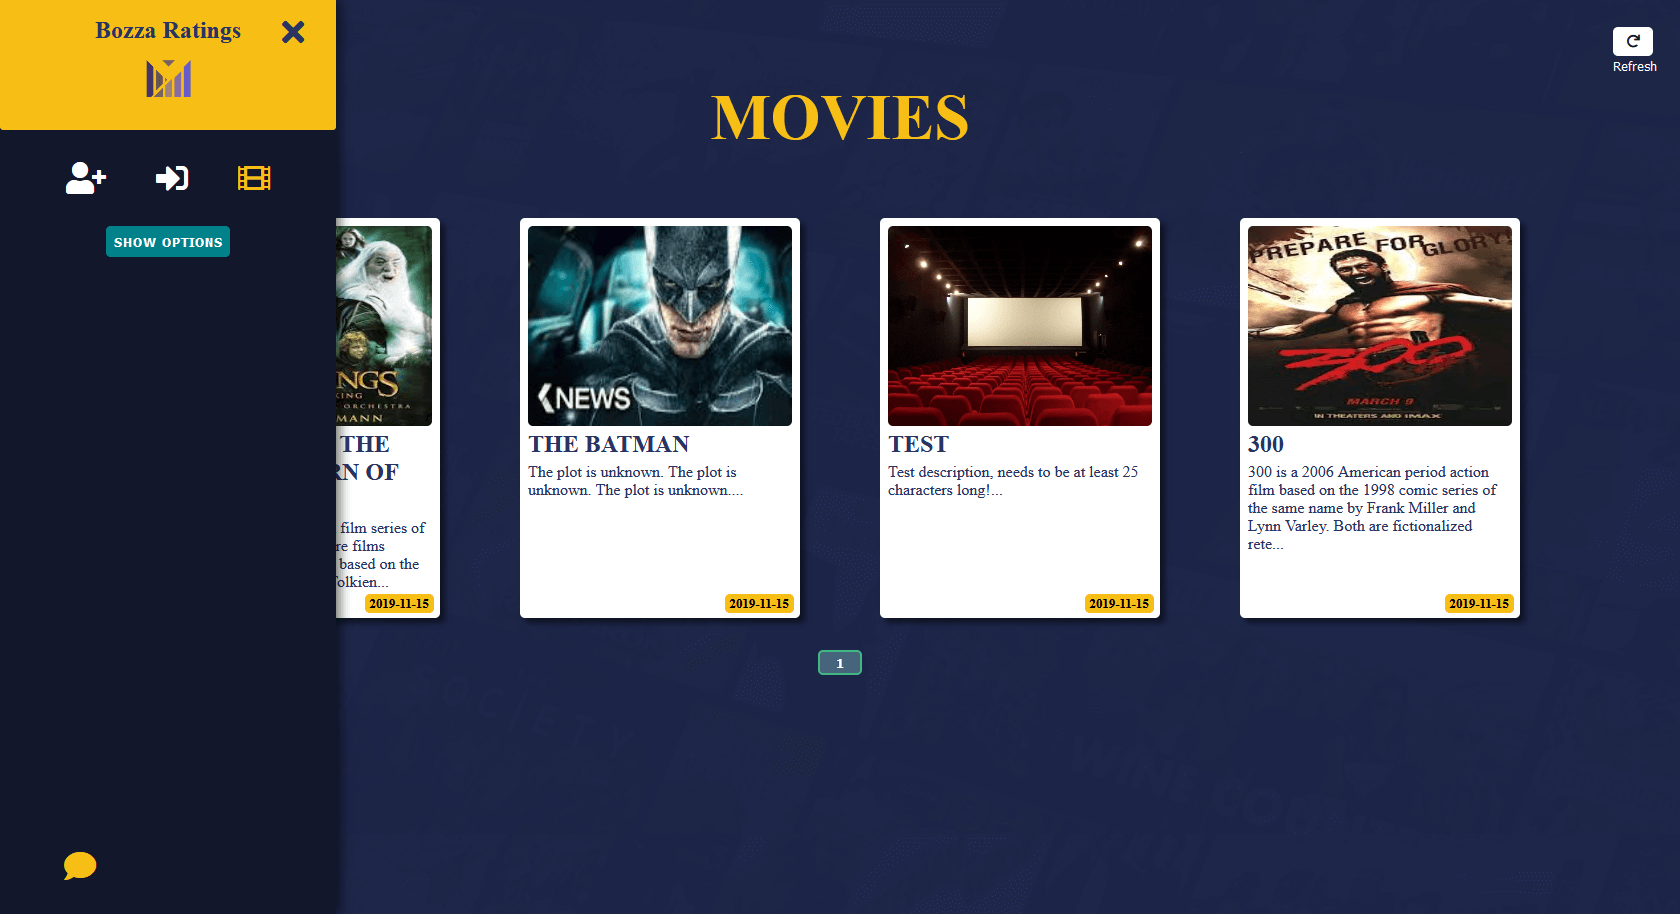 Bozza Ratings
Refresh
MOVIES
SHOW OPTIONS
NGS
KING
ORCHESTRA
MANN
THE
RN OF
film series of
re films
based on the
Tolkien...
2019-11-15
NEWS
THE BATMAN
The plot is unknown. The plot is
unknown. The plot is unknown....
2019-11-15
TEST
Test description, needs to be at least 25
characters long!...
2019-11-15
PREPARE FOR GLORY!
300
MARCH 9
IN THEATERS AND IMAX
300
300 is a 2006 American period action
film based on the 1998 comic series of
the same name by Frank Miller and
Lynn Varley. Both are fictionalized
rete...
2019-11-15
1
SOCIETY